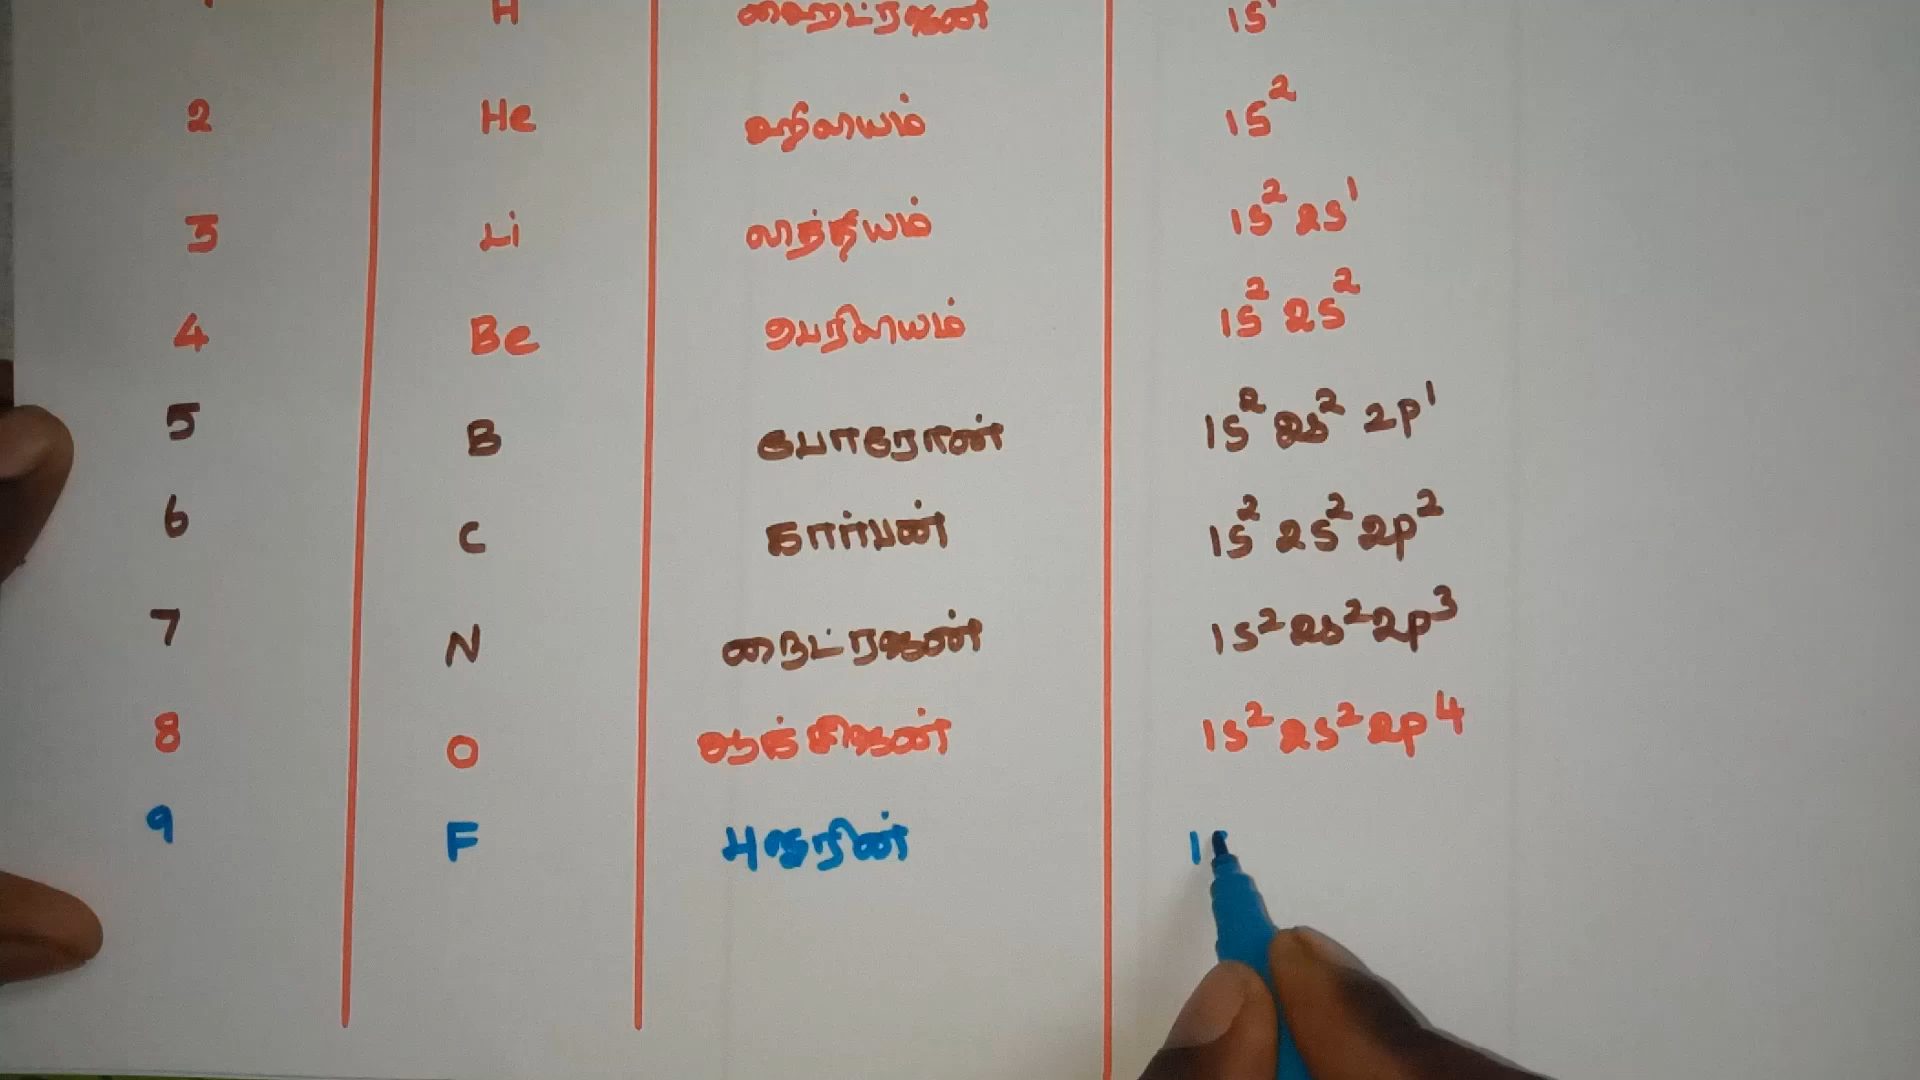 H ஹைட்ரஜன் 1S¹
2 He ஹீலியம் 1S²
3 Li லித்தியம் 1S² 2S¹
4 Be பெரிலியம் 1S² 2S²
5 B போரோன் 1S² 2S² 2P¹
6 C கார்பன் 1S² 2S² 2P²
7 N நைட்ரஜன் 1S² 2S² 2P³
8 O ஆக்சிஜன் 1S² 2S² 2P⁴
9 F புளூரின் 1S